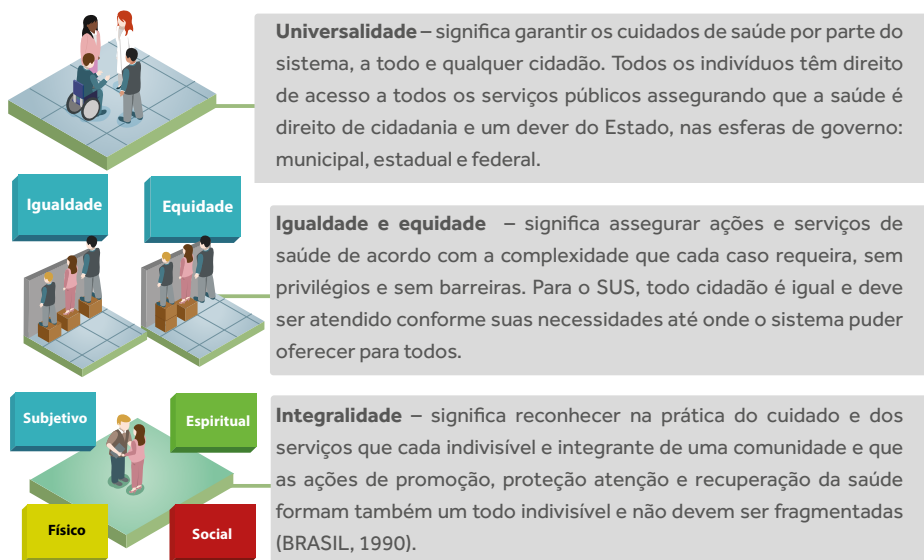 Universalidade – significa garantir os cuidados de saúde por parte do
sistema, a todo e qualquer cidadão. Todos os indivíduos têm direito
de acesso a todos os serviços públicos assegurando que a saúde é
direito de cidadania e um dever do Estado, nas esferas de governo:
municipal, estadual e federal.
Igualdade
Equidade
Igualdade e equidade – significa assegurar ações e serviços de
saúde de acordo com a complexidade que cada caso requeira, sem
privilégios e sem barreiras. Para o SUS, todo cidadão é igual e deve
ser atendido conforme suas necessidades até onde o sistema puder
oferecer para todos.
Subjetivo
Espiritual
Físico
Social
Integralidade – significa reconhecer na prática do cuidado e dos
serviços que cada indivisível e integrante de uma comunidade e que
as ações de promoção, proteção atenção e recuperação da saúde
formam também um todo indivisível e não devem ser fragmentadas
(BRASIL, 1990).